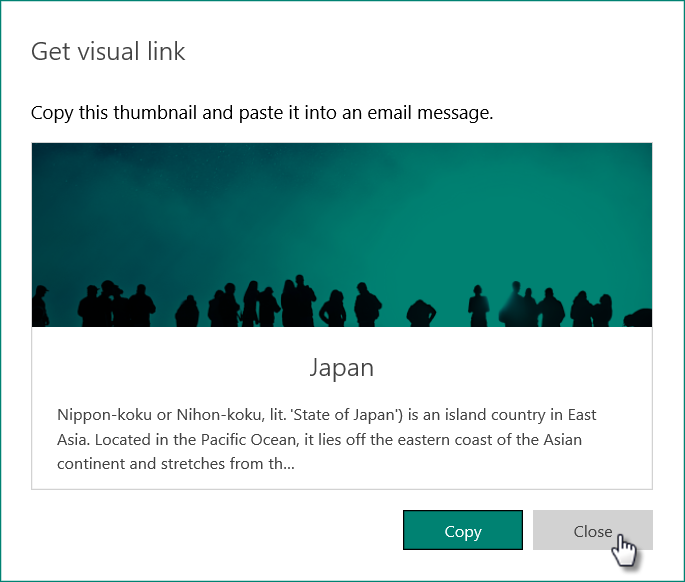 Get visual link
Copy this thumbnail and paste it into an email message.
Japan
Nippon-koku or Nihon-koku, lit. 'State of Japan') is an island country in East
Asia. Located in the Pacific Ocean, it lies off the eastern coast of the Asian
continent and stretches from th...
Copy
Close